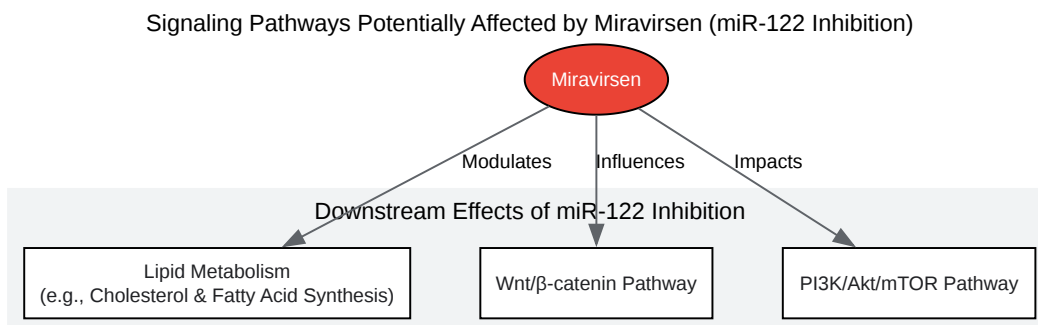 Signaling Pathways Potentially Affected by Miravirsen (miR-122 Inhibition)
Miravirsen
Modulates
Influences
Impacts
Downstream Effects of miR-122 Inhibition
Lipid Metabolism
(e.g., Cholesterol & Fatty Acid Synthesis)
Wnt/β-catenin Pathway
PI3K/Akt/mTOR Pathway